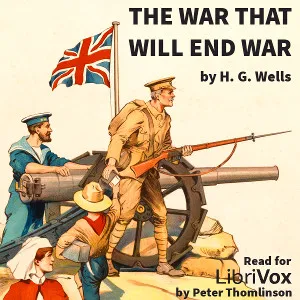 THE WAR THAT
WILL END WAR
by H. G. Wells
Read for
LibriVox
by Peter Thomlinson